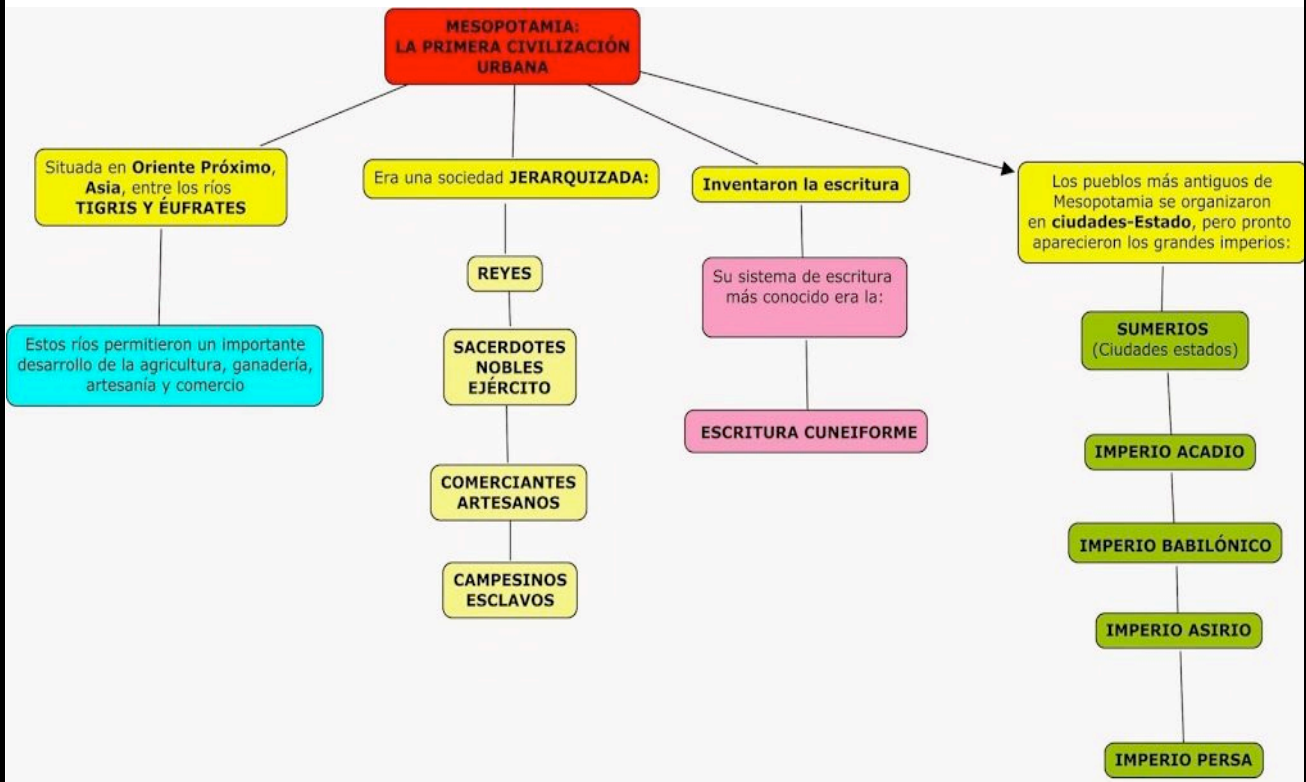 MESOPOTAMIA:
LA PRIMERA CIVILIZACIÓN
URBANA
Situada en Oriente Próximo,
Asia, entre los ríos
TIGRIS Y ÉUFRATES
Estos ríos permitieron un importante
desarrollo de la agricultura, ganadería,
artesanía y comercio
Era una sociedad JERARQUIZADA:
REYES
SACERDOTES
NOBLES
EJÉRCITO
COMERCIANTES
ARTESANOS
CAMPESINOS
ESCLAVOS
Inventaron la escritura
Su sistema de escritura
más conocido era la:
ESCRITURA CUNEIFORME
Los pueblos más antiguos de
Mesopotamia se organizaron
en ciudades-Estado, pero pronto
aparecieron los grandes imperios:
SUMERIOS
(Ciudades estados)
IMPERIO ACADIO
IMPERIO BABILÓNICO
IMPERIO ASIRIO
IMPERIO PERSA